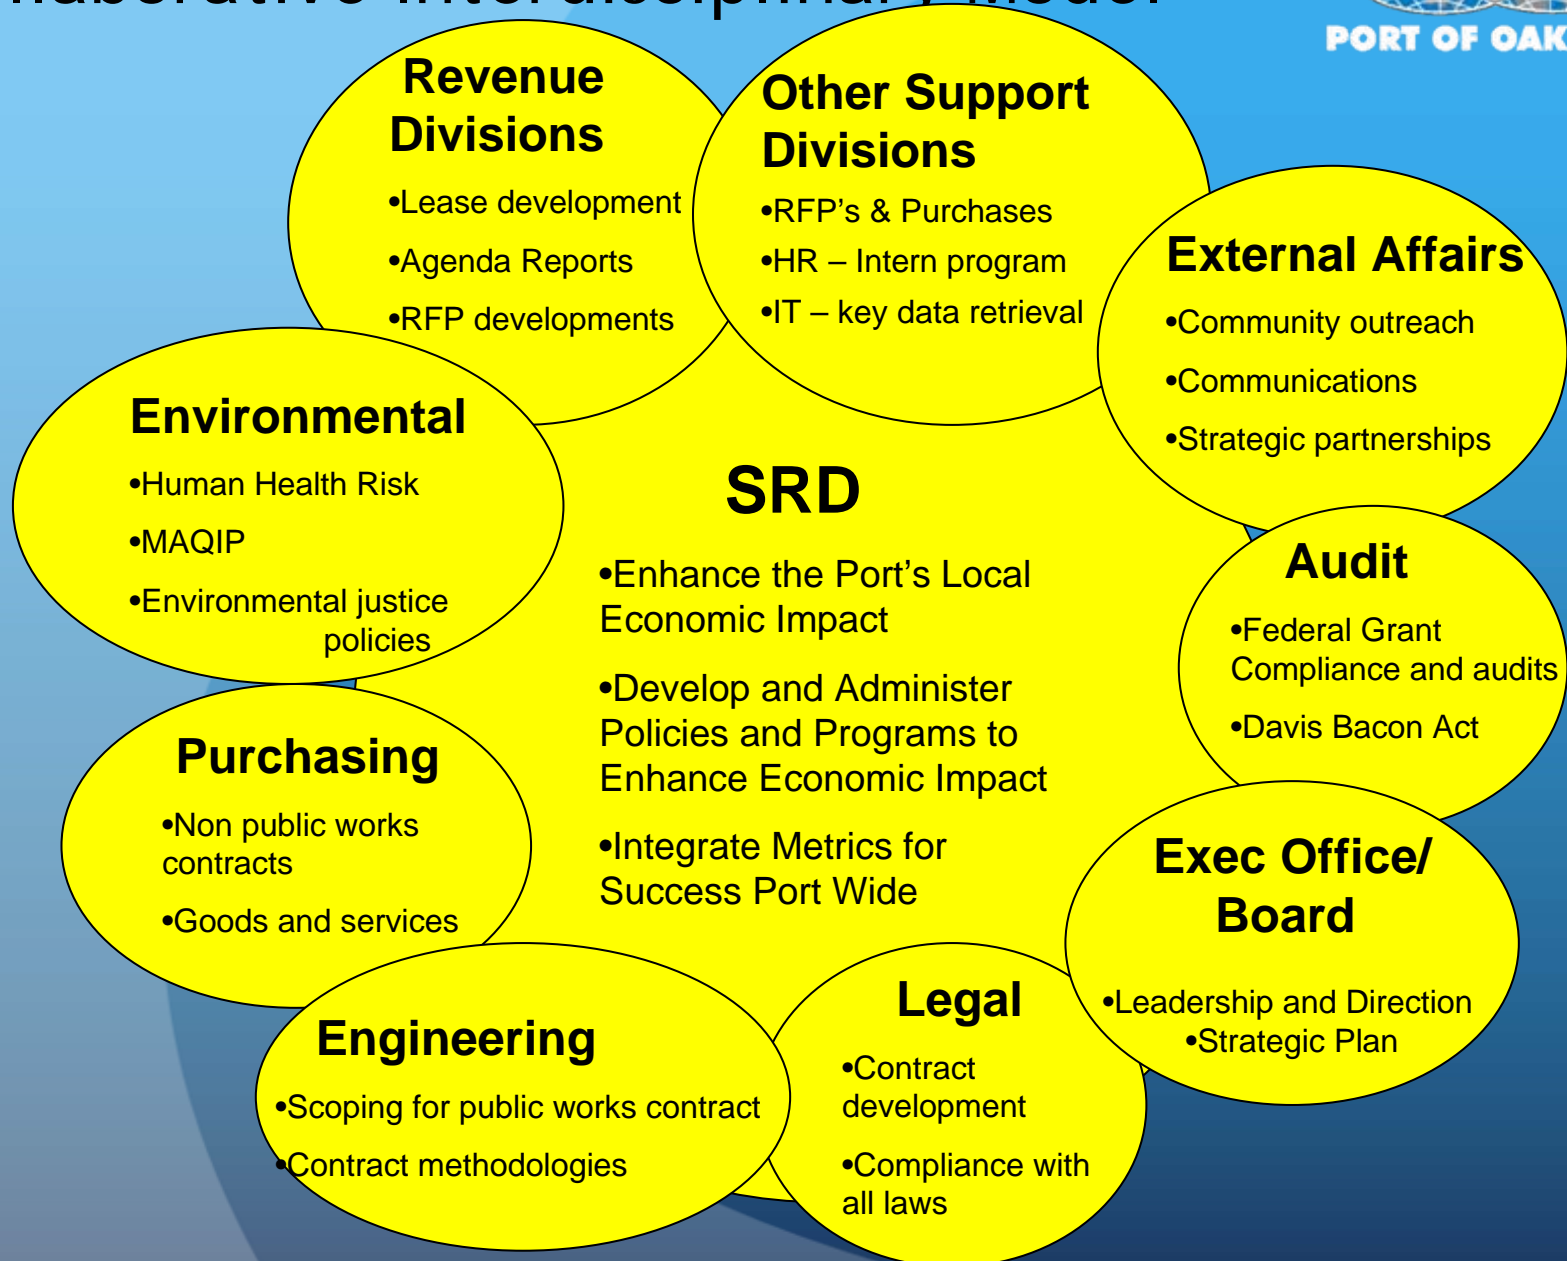 Interdisciplinary Model
PORT OF OAK
Revenue
Divisions
•Lease development
•Agenda Reports
•RFP developments
Other Support
Divisions
•RFP's & Purchases
•HR – Intern program
•IT – key data retrieval
External Affairs
•Community outreach
•Communications
•Strategic partnerships
Environmental
•Human Health Risk
•MAQIP
•Environmental justice
policies
SRD
•Enhance the Port's Local
Economic Impact
•Develop and Administer
Policies and Programs to
Enhance Economic Impact
•Integrate Metrics for
Success Port Wide
Audit
•Federal Grant
Compliance and audits
•Davis Bacon Act
Purchasing
•Non public works
contracts
•Goods and services
Exec Office/
Board
•Leadership and Direction
•Strategic Plan
Engineering
•Scoping for public works contract
•Contract methodologies
Legal
•Contract
development
•Compliance with
all laws